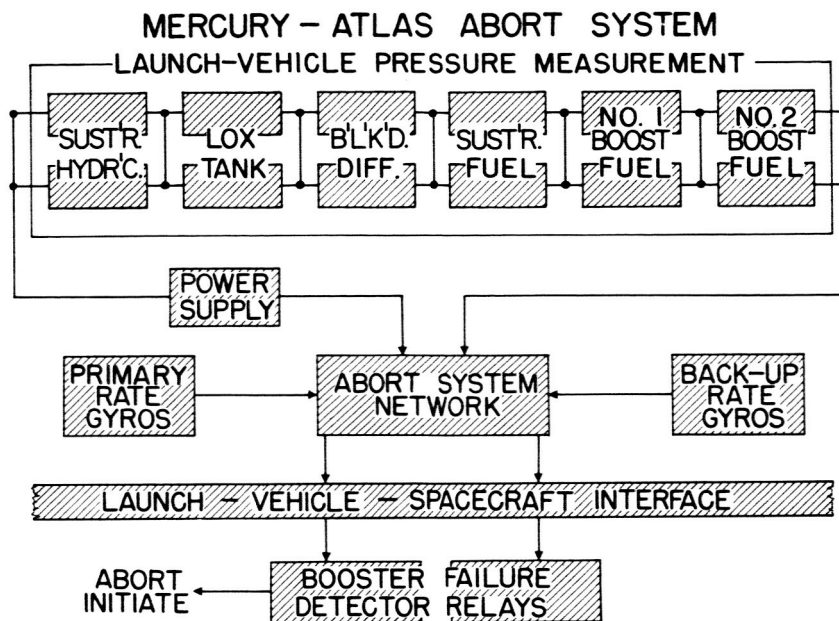 MERCURY – ATLAS ABORT SYSTEM
LAUNCH–VEHICLE PRESSURE MEASUREMENT
SUST'R.
HYDR'C.
LOX
TANK
B'L'K'D.
DIFF.
SUST'R.
FUEL
NO. 1
BOOST
FUEL
NO. 2
BOOST
FUEL
POWER
SUPPLY
PRIMARY
RATE
GYROS
ABORT SYSTEM
NETWORK
BACK–UP
RATE
GYROS
LAUNCH – VEHICLE – SPACECRAFT INTERFACE
ABORT
INITIATE
BOOSTER FAILURE
DETECTOR RELAYS